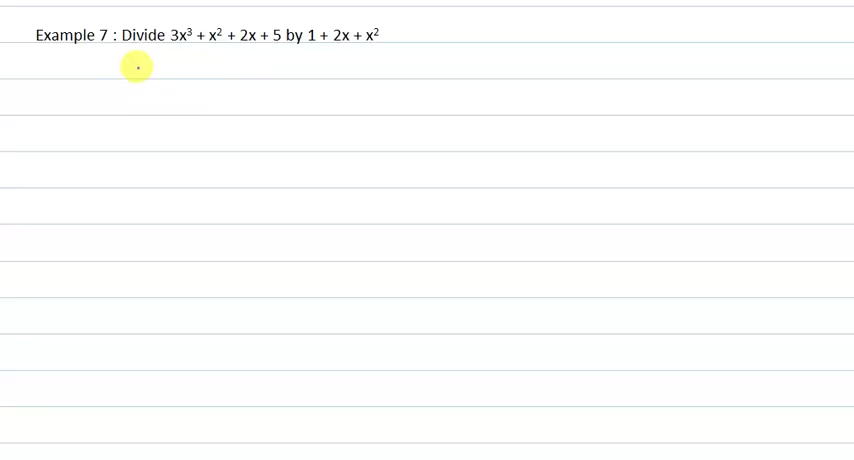 Example 7 : Divide 3x³ + x² + 2x + 5 by 1 + 2x + x²